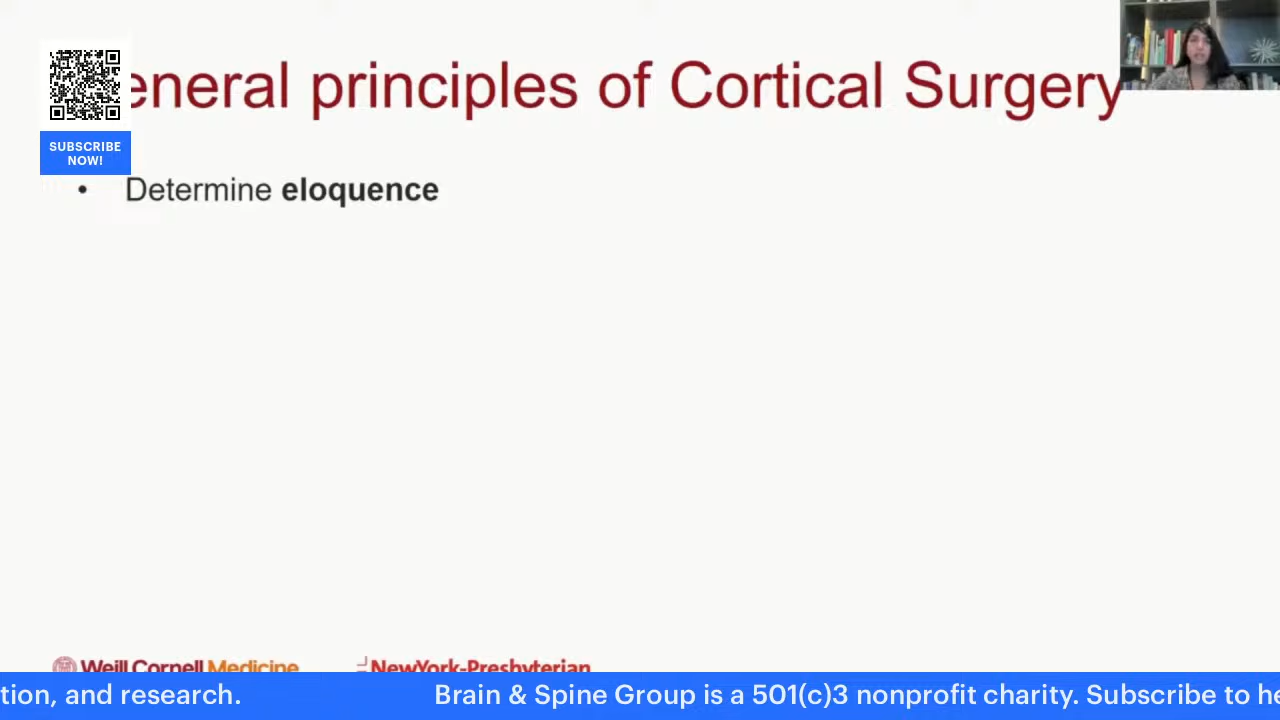 eneral principles of Cortical Surgery
SUBSCRIBE
NOW!
• Determine eloquence
Weill Cornell Medicine
NewYork-Presbyterian
tion, and research.
Brain & Spine Group is a 501(c)3 nonprofit charity. Subscribe to he